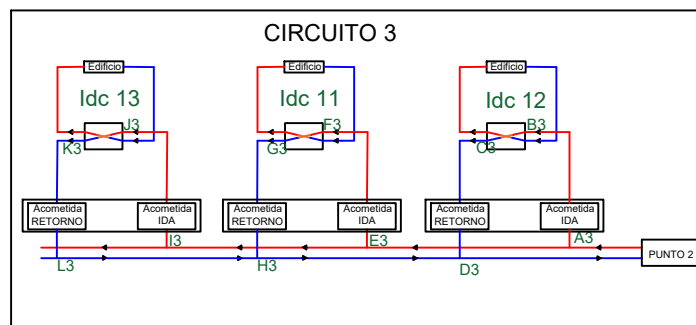 CIRCUITO 3
Edificio
Edificio
Edificio
Idc 13
Idc 11
Idc 12
J3
F3
B3
K3
G3
C3
Acometida
RETORNO
Acometida
IDA
Acometida
RETORNO
Acometida
IDA
Acometida
RETORNO
Acometida
IDA
I3
E3
A3
PUNTO 2
L3
H3
D3